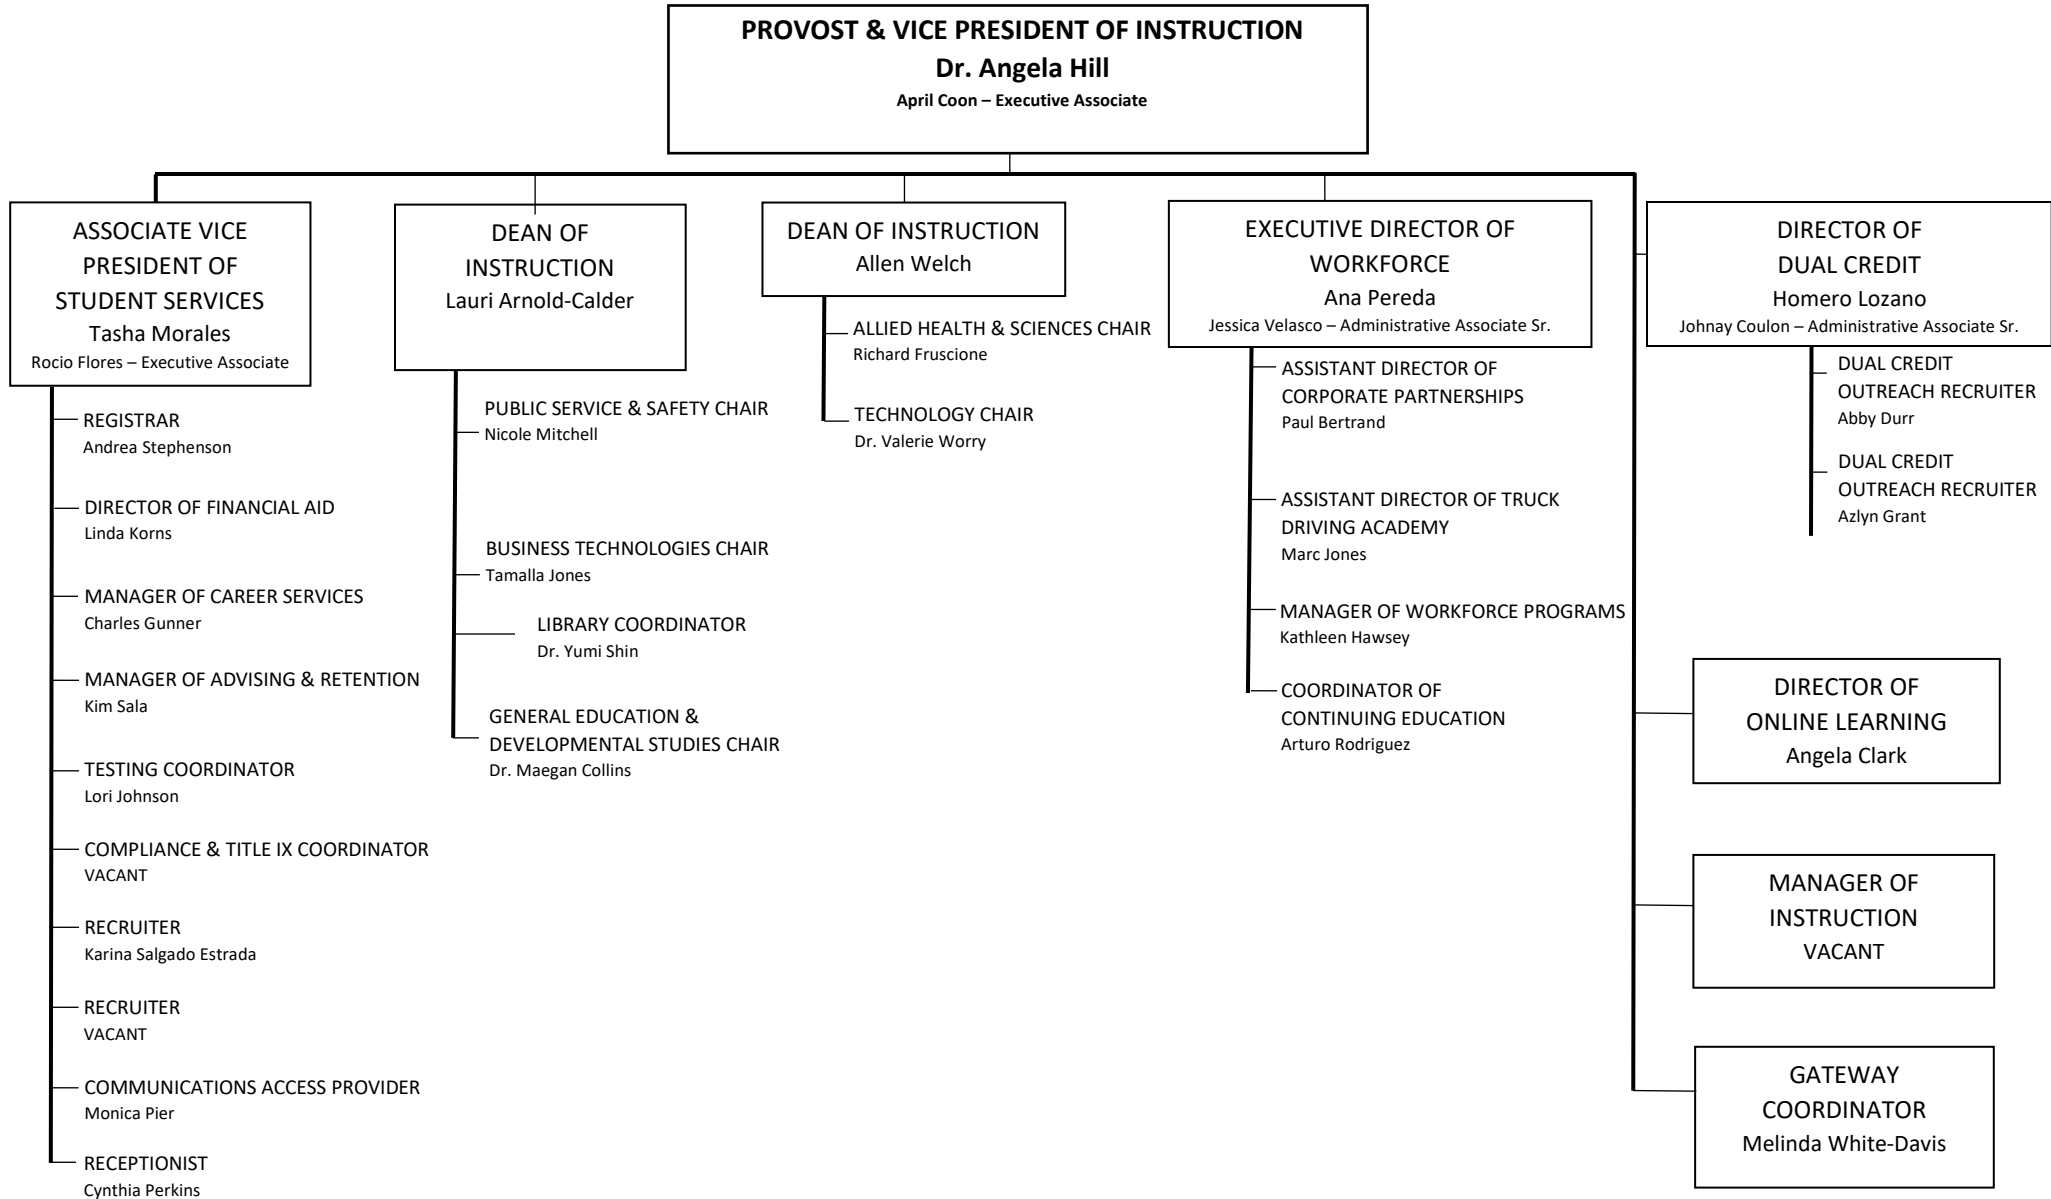 PROVOST & VICE PRESIDENT OF INSTRUCTION
Dr. Angela Hill
April Coon – Executive Associate
ASSOCIATE VICE
PRESIDENT OF
STUDENT SERVICES
Tasha Morales
Rocio Flores – Executive Associate
REGISTRAR
Andrea Stephenson
DIRECTOR OF FINANCIAL AID
Linda Korns
MANAGER OF CAREER SERVICES
Charles Gunner
MANAGER OF ADVISING & RETENTION
Kim Sala
TESTING COORDINATOR
Lori Johnson
COMPLIANCE & TITLE IX COORDINATOR
VACANT
RECRUITER
Karina Salgado Estrada
RECRUITER
VACANT
COMMUNICATIONS ACCESS PROVIDER
Monica Pier
RECEPTIONIST
Cynthia Perkins
DEAN OF
INSTRUCTION
Lauri Arnold-Calder
PUBLIC SERVICE & SAFETY CHAIR
Nicole Mitchell
BUSINESS TECHNOLOGIES CHAIR
Tamalla Jones
LIBRARY COORDINATOR
Dr. Yumi Shin
GENERAL EDUCATION &
DEVELOPMENTAL STUDIES CHAIR
Dr. Maegan Collins
DEAN OF INSTRUCTION
Allen Welch
ALLIED HEALTH & SCIENCES CHAIR
Richard Fruscione
TECHNOLOGY CHAIR
Dr. Valerie Worry
EXECUTIVE DIRECTOR OF
WORKFORCE
Ana Pereda
Jessica Velasco – Administrative Associate Sr.
ASSISTANT DIRECTOR OF
CORPORATE PARTNERSHIPS
Paul Bertrand
ASSISTANT DIRECTOR OF TRUCK
DRIVING ACADEMY
Marc Jones
MANAGER OF WORKFORCE PROGRAMS
Kathleen Hawsey
COORDINATOR OF
CONTINUING EDUCATION
Arturo Rodriguez
DIRECTOR OF
DUAL CREDIT
Homero Lozano
Johnay Coulon – Administrative Associate Sr.
DUAL CREDIT
OUTREACH RECRUITER
Abby Durr
DUAL CREDIT
OUTREACH RECRUITER
Azlyn Grant
DIRECTOR OF
ONLINE LEARNING
Angela Clark
MANAGER OF
INSTRUCTION
VACANT
GATEWAY
COORDINATOR
Melinda White-Davis